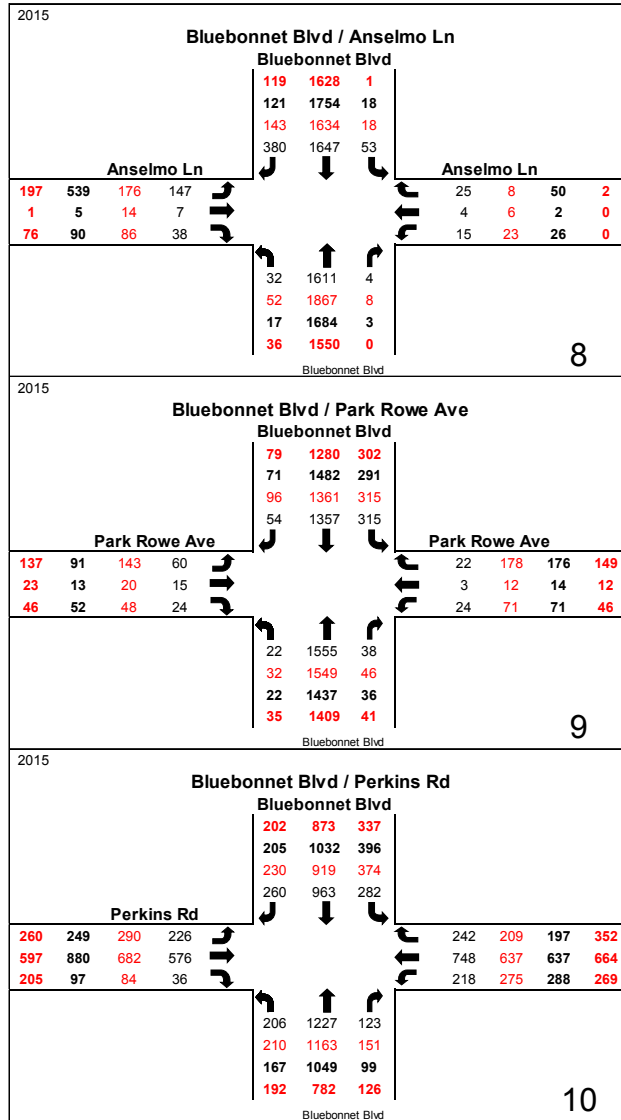 2015
Bluebonnet Blvd / Anselmo Ln
Bluebonnet Blvd
119 1628 1
121 1754 18
143 1634 18
380 1647 53
Anselmo Ln Anselmo Ln
197 539 176 147 25 8 50 2
1 5 14 7 4 6 2 0
76 90 86 38 15 23 26 0
32 1611 4
52 1867 8
17 1684 3
36 1550 0
8
Bluebonnet Blvd
2015
Bluebonnet Blvd / Park Rowe Ave
Bluebonnet Blvd
79 1280 302
71 1482 291
96 1361 315
54 1357 315
Park Rowe Ave Park Rowe Ave
137 91 143 60 22 178 176 149
23 13 20 15 3 12 14 12
46 52 48 24 24 71 71 46
22 1555 38
32 1549 46
22 1437 36
35 1409 41
9
Bluebonnet Blvd
2015
Bluebonnet Blvd / Perkins Rd
Bluebonnet Blvd
202 873 337
205 1032 396
230 919 374
260 963 282
Perkins Rd
260 249 290 226 242 209 197 352
597 880 682 576 748 637 637 664
205 97 84 36 218 275 288 269
206 1227 123
210 1163 151
167 1049 99
192 782 126
10
Bluebonnet Blvd